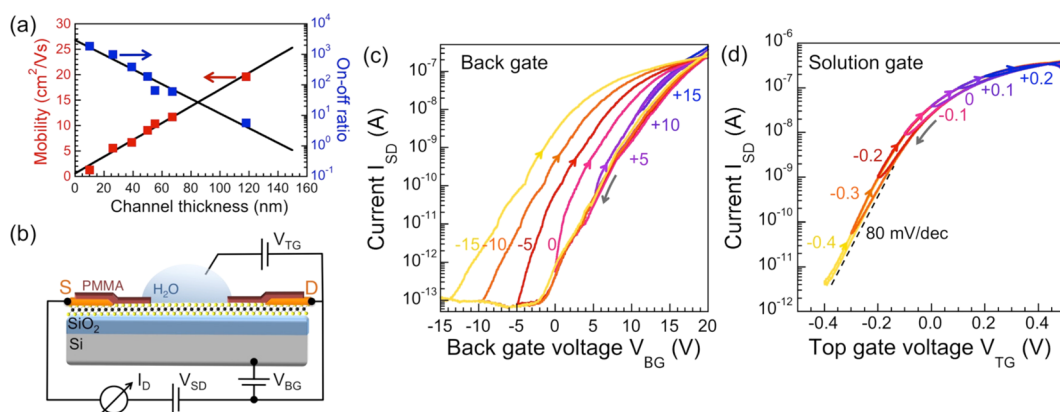 (a)
Mobility (cm²/Vs)
30
25
20
15
10
5
0
10⁴
10³
10²
10¹
10⁰
10⁻¹
On-off ratio
0 20 40 60 80 100 120 140 160
Channel thickness (nm)
(b)
V_TG
PMMA
H₂O
S
D
SiO₂
Si
I_D
V_SD
V_BG
(c)
Back gate
Current I_SD (A)
10⁻⁷
10⁻⁸
10⁻⁹
10⁻¹⁰
10⁻¹¹
10⁻¹²
10⁻¹³
+15
+10
+5
-15 -10 -5 0
-15 -10 -5 0 5 10 15 20
Back gate voltage V_BG (V)
(d)
Solution gate
Current I_SD (A)
10⁻⁶
10⁻⁷
10⁻⁸
10⁻⁹
10⁻¹⁰
10⁻¹¹
10⁻¹²
+0.2
+0.1
0
-0.1
-0.2
-0.3
-0.4
80 mV/dec
-0.4 -0.2 0.0 0.2 0.4
Top gate voltage V_TG (V)